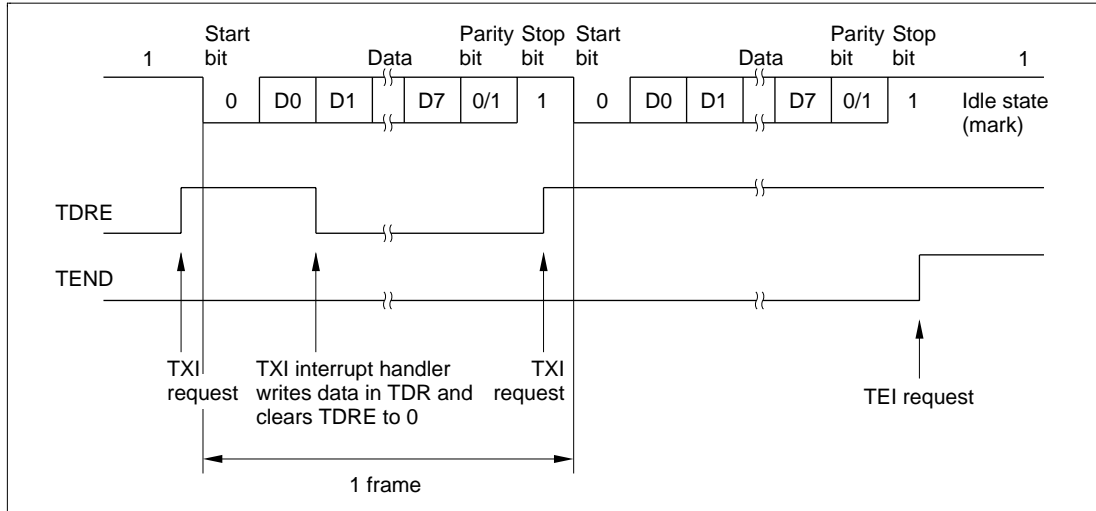 Start Parity Stop Start Parity Stop
1 bit Data bit bit bit Data bit bit 1
0 D0 D1 D7 0/1 1 0 D0 D1 D7 0/1 1 Idle state
(mark)
TDRE
TEND
TXI TXI interrupt handler TXI
request writes data in TDR and request
clears TDRE to 0
TEI request
1 frame